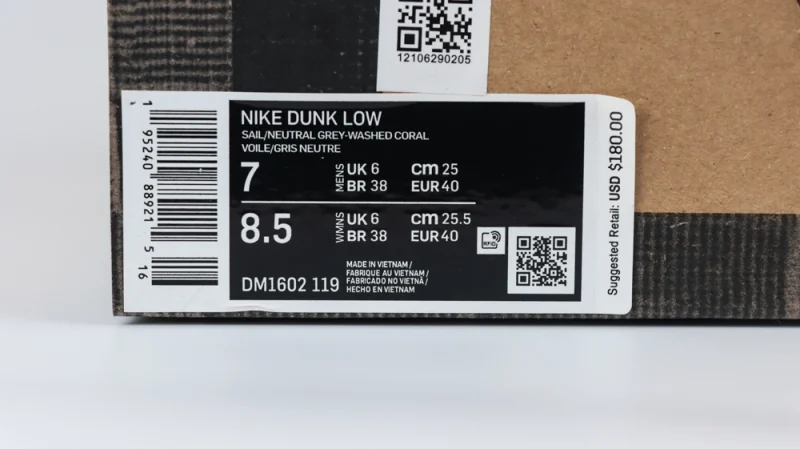 12106290205
NIKE DUNK LOW
SAIL/NEUTRAL GREY-WASHED CORAL
VOILE/GRIS NEUTRE
7 MENS UK 6 cm 25
BR 38 EUR 40
8.5 WMNS UK 6 cm 25.5
BR 38 EUR 40
RFID
MADE IN VIETNAM /
FABRIQUE AU VIETNAM /
FABRICADO NO VIETNÃ /
HECHO EN VIETNAM
DM1602 119
1 95240 88921 5
16
Suggested Retail: USD $180.00